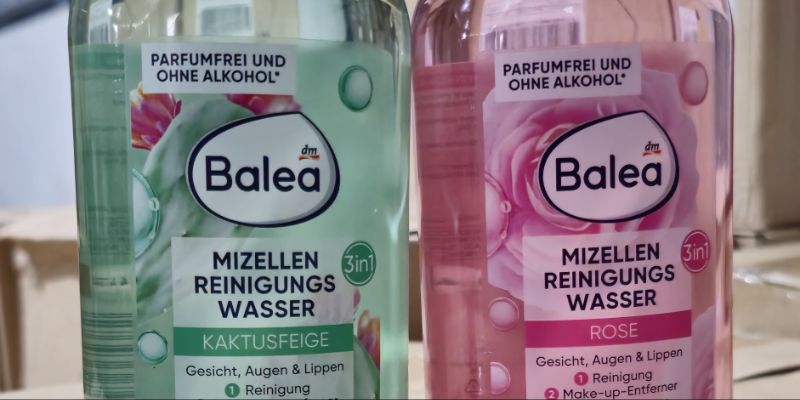 PARFUMFREI UND
OHNE ALKOHOL*
dm
Balea
MIZELLEN
REINIGUNGS
WASSER
3in1
KAKTUSFEIGE
Gesicht, Augen & Lippen
1 Reinigung
PARFUMFREI UND
OHNE ALKOHOL*
dm
Balea
MIZELLEN
REINIGUNGS
WASSER
3in1
ROSE
Gesicht, Augen & Lippen
1 Reinigung
2 Make-up-Entferner